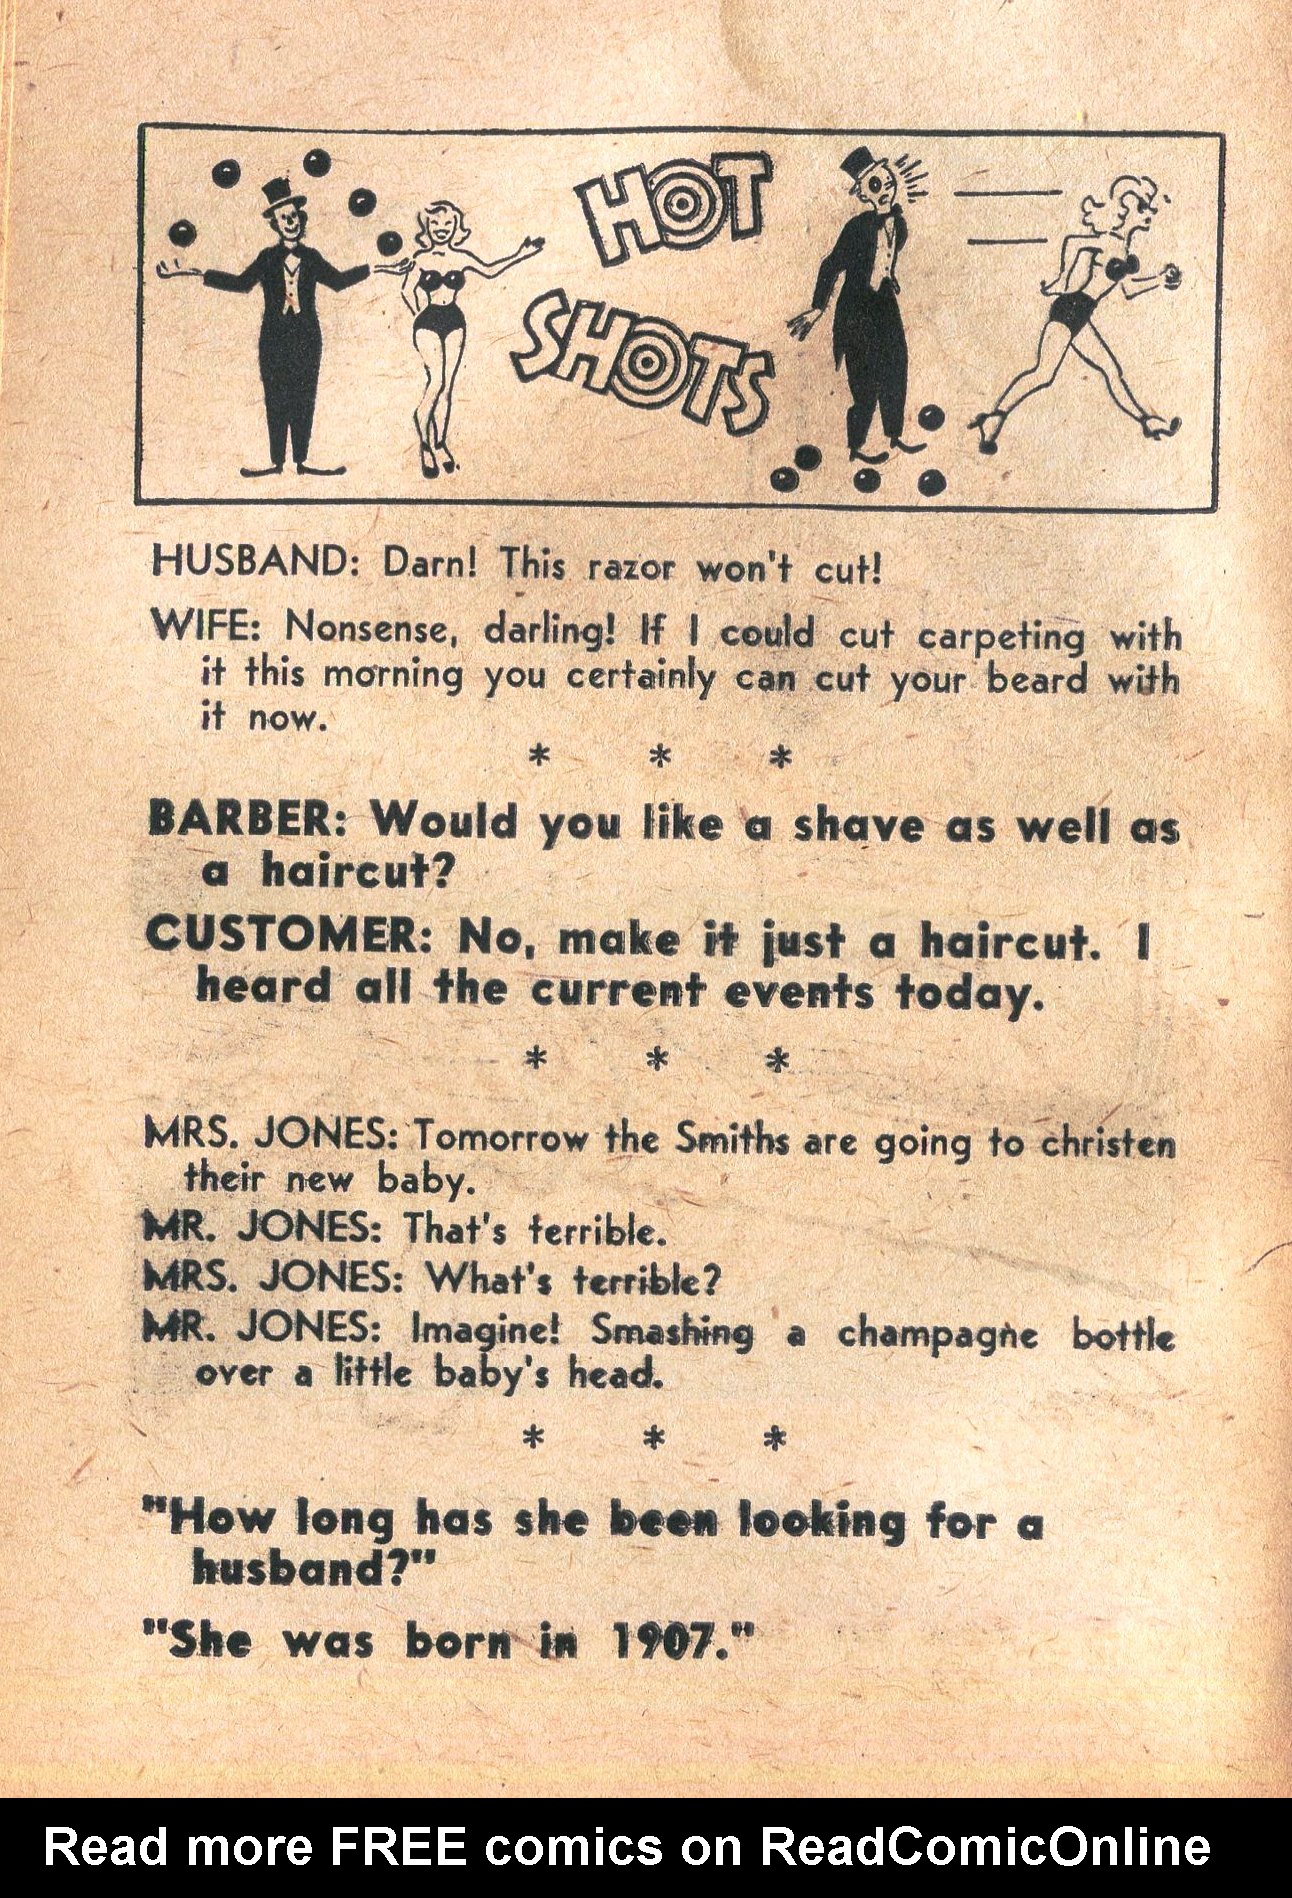 HOT
SHOTS
HUSBAND: Darn! This razor won't cut!
WIFE: Nonsense, darling! If I could cut carpeting with
it this morning you certainly can cut your beard with
it now.
* * *
BARBER: Would you like a shave as well as
a haircut?
CUSTOMER: No, make it just a haircut. I
heard all the current events today.
* * *
MRS. JONES: Tomorrow the Smiths are going to christen
their new baby.
MR. JONES: That's terrible.
MRS. JONES: What's terrible?
MR. JONES: Imagine! Smashing a champagne bottle
over a little baby's head.
* * *
"How long has she been looking for a
husband?"
"She was born in 1907."
Read more FREE comics on ReadComicOnline